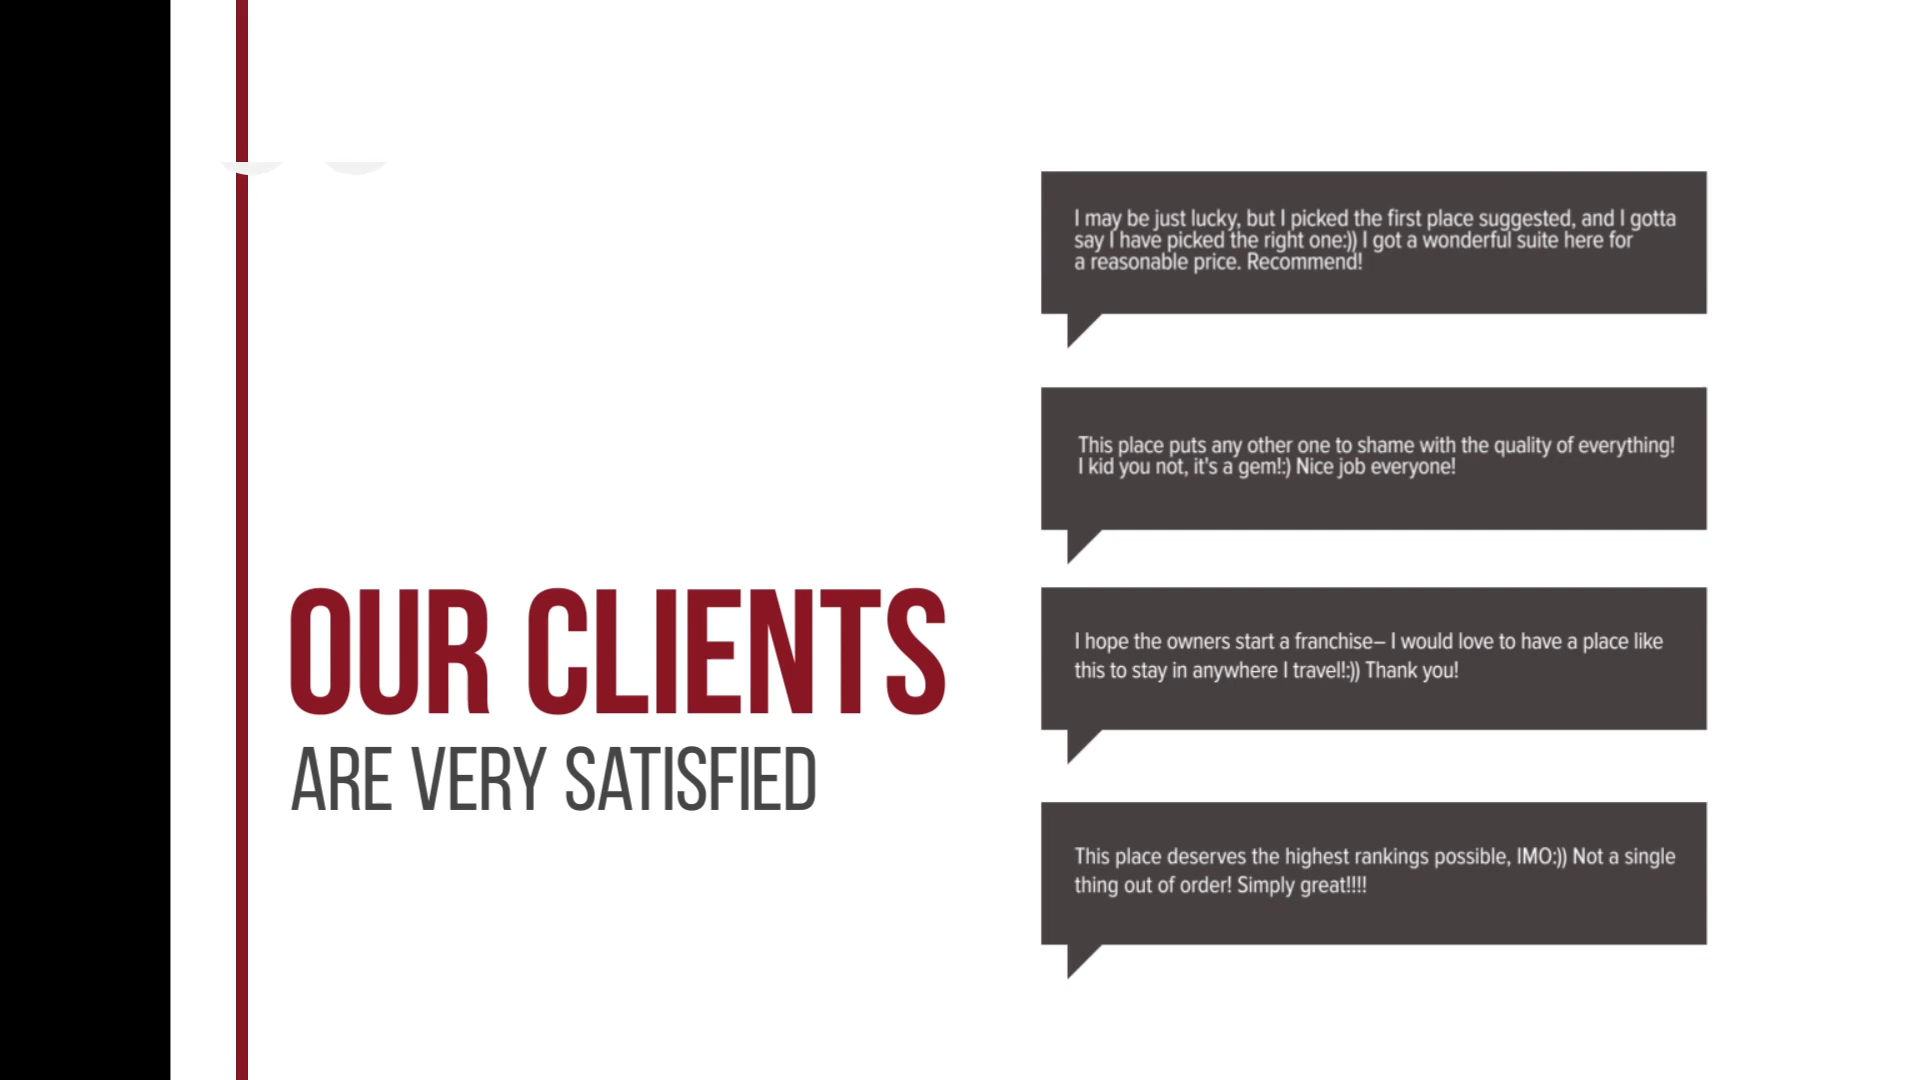 OUR CLIENTS
ARE VERY SATISFIED
I may be just lucky, but I picked the first place suggested, and I gotta
say I have picked the right one:)) I got a wonderful suite here for
a reasonable price. Recommend!
This place puts any other one to shame with the quality of everything!
I kid you not, it's a gem!:) Nice job everyone!
I hope the owners start a franchise– I would love to have a place like
this to stay in anywhere I travel!:)) Thank you!
This place deserves the highest rankings possible, IMO:)) Not a single
thing out of order! Simply great!!!!